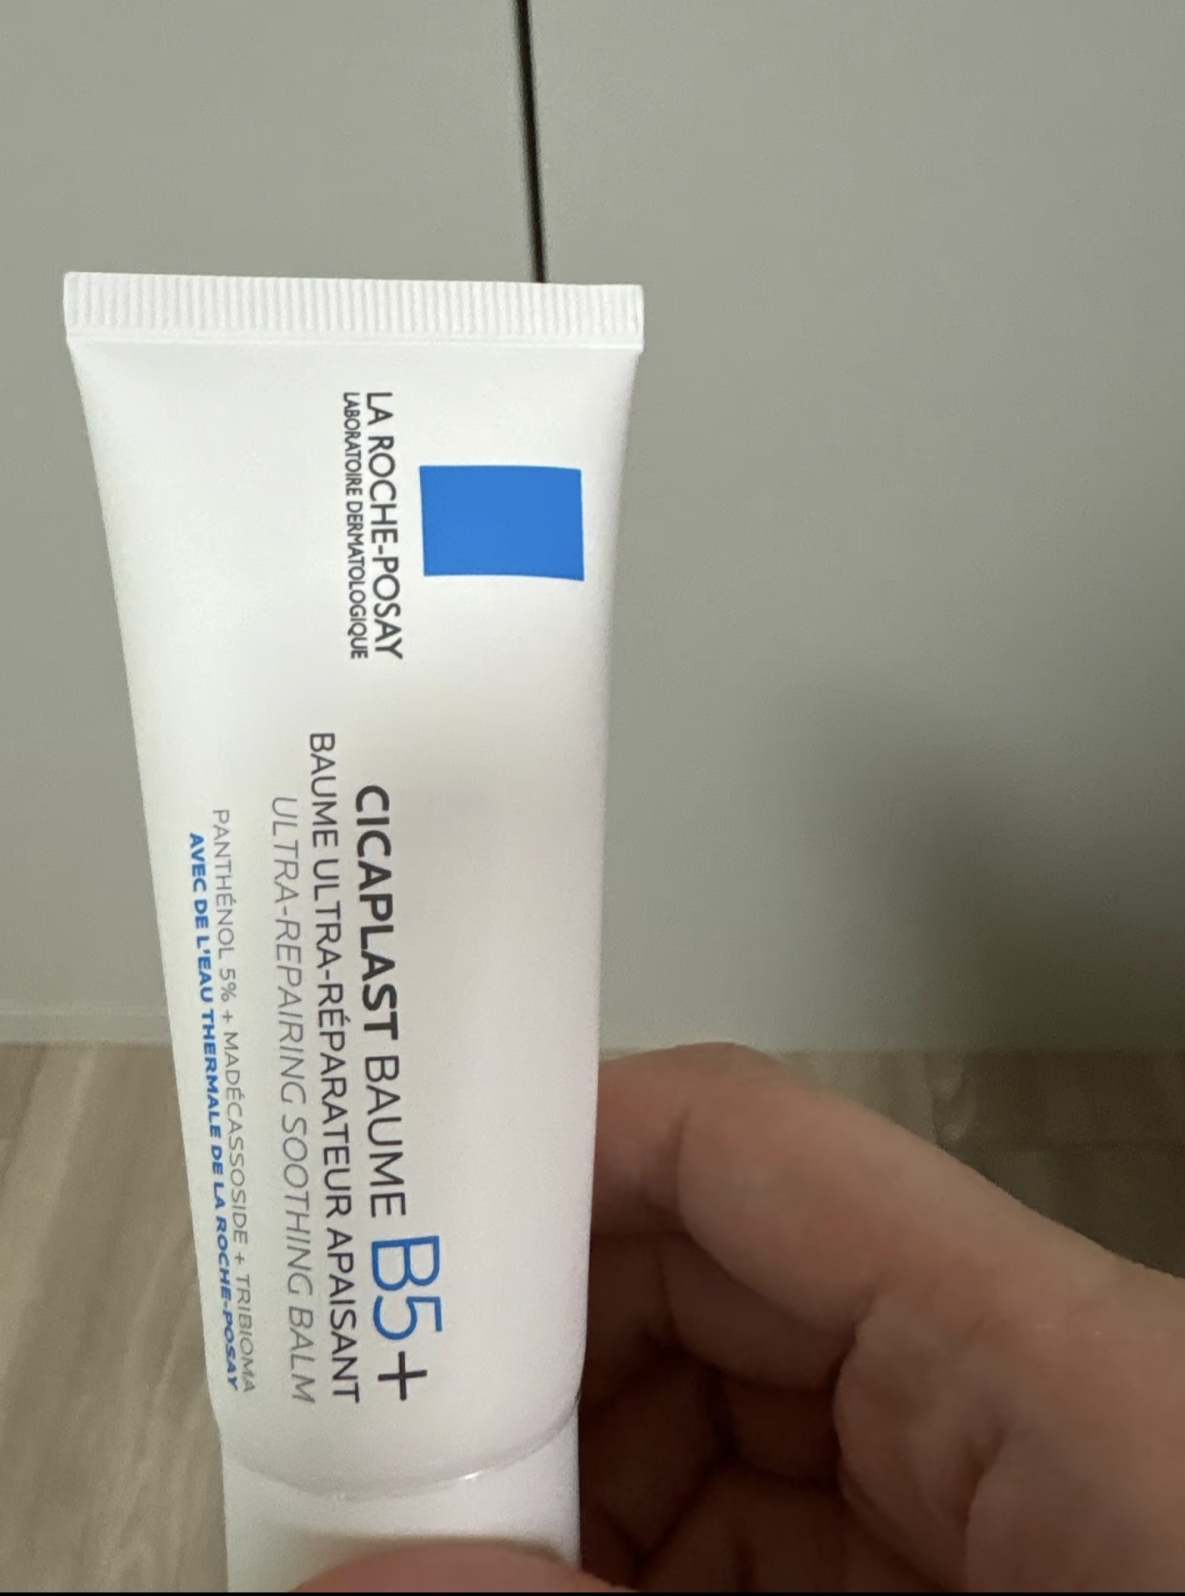 LA ROCHE-POSAY
LABORATOIRE DERMATOLOGIQUE
CICAPLAST BAUME B5+
BAUME ULTRA-RÉPARATEUR APAISANT
ULTRA-REPAIRING SOOTHING BALM
PANTHÉNOL 5% + MADÉCASSOSIDE + TRIBIOMA
AVEC DE L'EAU THERMALE DE LA ROCHE-POSAY